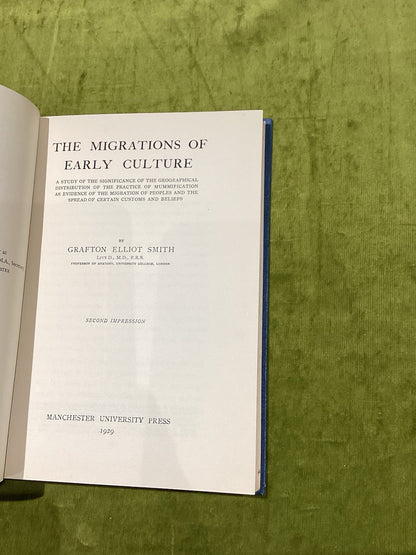 THE MIGRATIONS OF
EARLY CULTURE
A STUDY OF THE SIGNIFICANCE OF THE GEOGRAPHICAL
DISTRIBUTION OF THE PRACTICE OF MUMMIFICATION
AS EVIDENCE OF THE MIGRATION OF PEOPLES AND THE
SPREAD OF CERTAIN CUSTOMS AND BELIEFS
BY
GRAFTON ELLIOT SMITH
LITT D., M.D., F.R.S.
PROFESSOR OF ANATOMY, UNIVERSITY COLLEGE, LONDON
SECOND IMPRESSION
MANCHESTER UNIVERSITY PRESS
1929